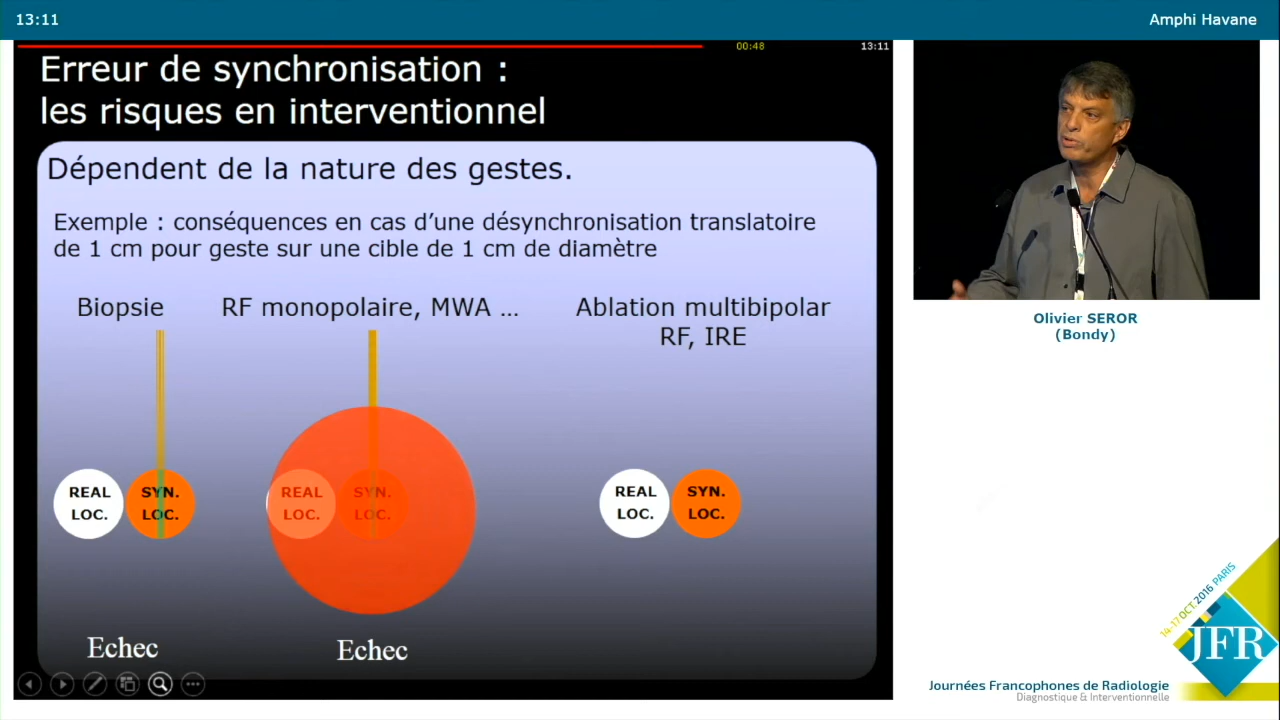 13:11
Amphi Havane
00:48
13:11
Erreur de synchronisation :
les risques en interventionnel
Dépendent de la nature des gestes.
Exemple : conséquences en cas d’une désynchronisation translatoire
de 1 cm pour geste sur une cible de 1 cm de diamètre
Biopsie
RF monopolaire, MWA ...
Ablation multibipolar
RF, IRE
REAL
LOC.
SYN.
LOC.
REAL
LOC.
SYN.
LOC.
REAL
LOC.
SYN.
LOC.
Echec
Echec
Olivier SEROR
(Bondy)
14-17 OCT. 2016 PARIS
JFR
Journées Francophones de Radiologie
Diagnostique & Interventionnelle